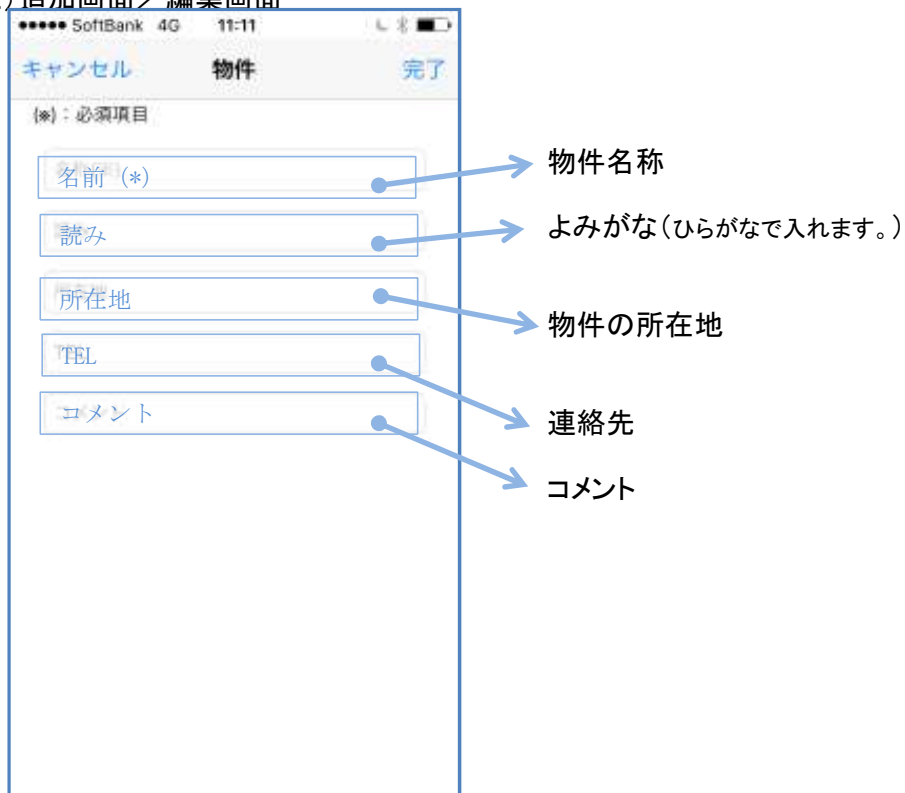 )追加画面／編集画面
●●●●● SoftBank 4G 11:11
キャンセル 物件 完了
(※)：必須項目
名前 (*)
物件名称
読み
よみがな（ひらがなで入れます。）
所在地
物件の所在地
TEL
連絡先
コメント
コメント